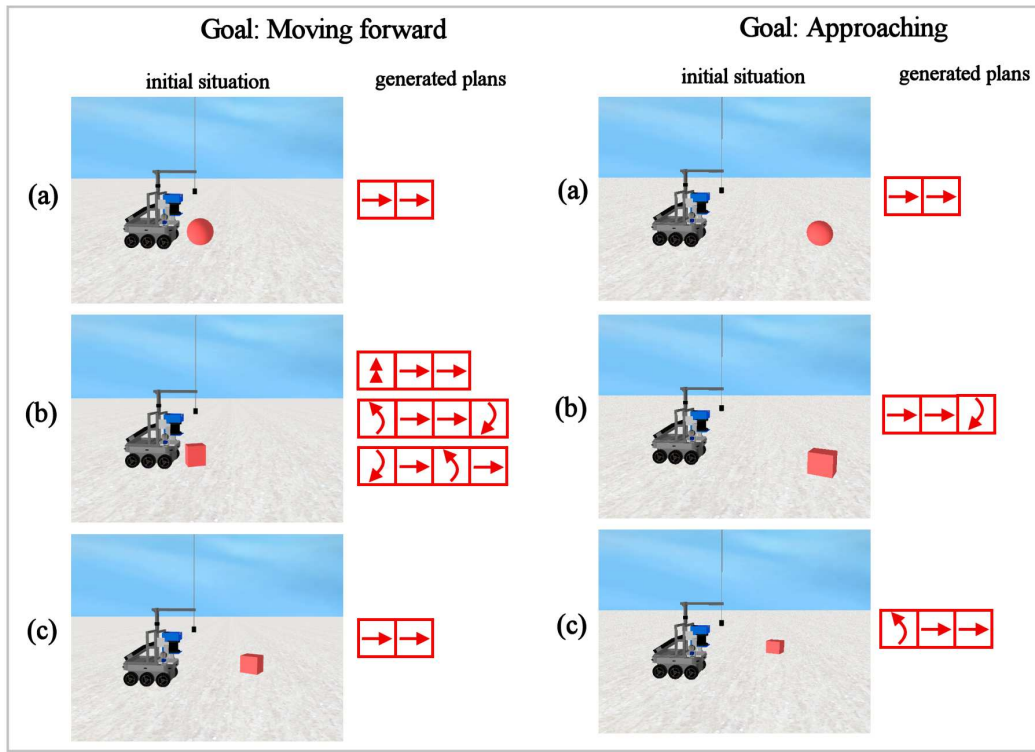 Goal: Moving forward
initial situation
generated plans
(a)
(b)
(c)
Goal: Approaching
initial situation
generated plans
(a)
(b)
(c)